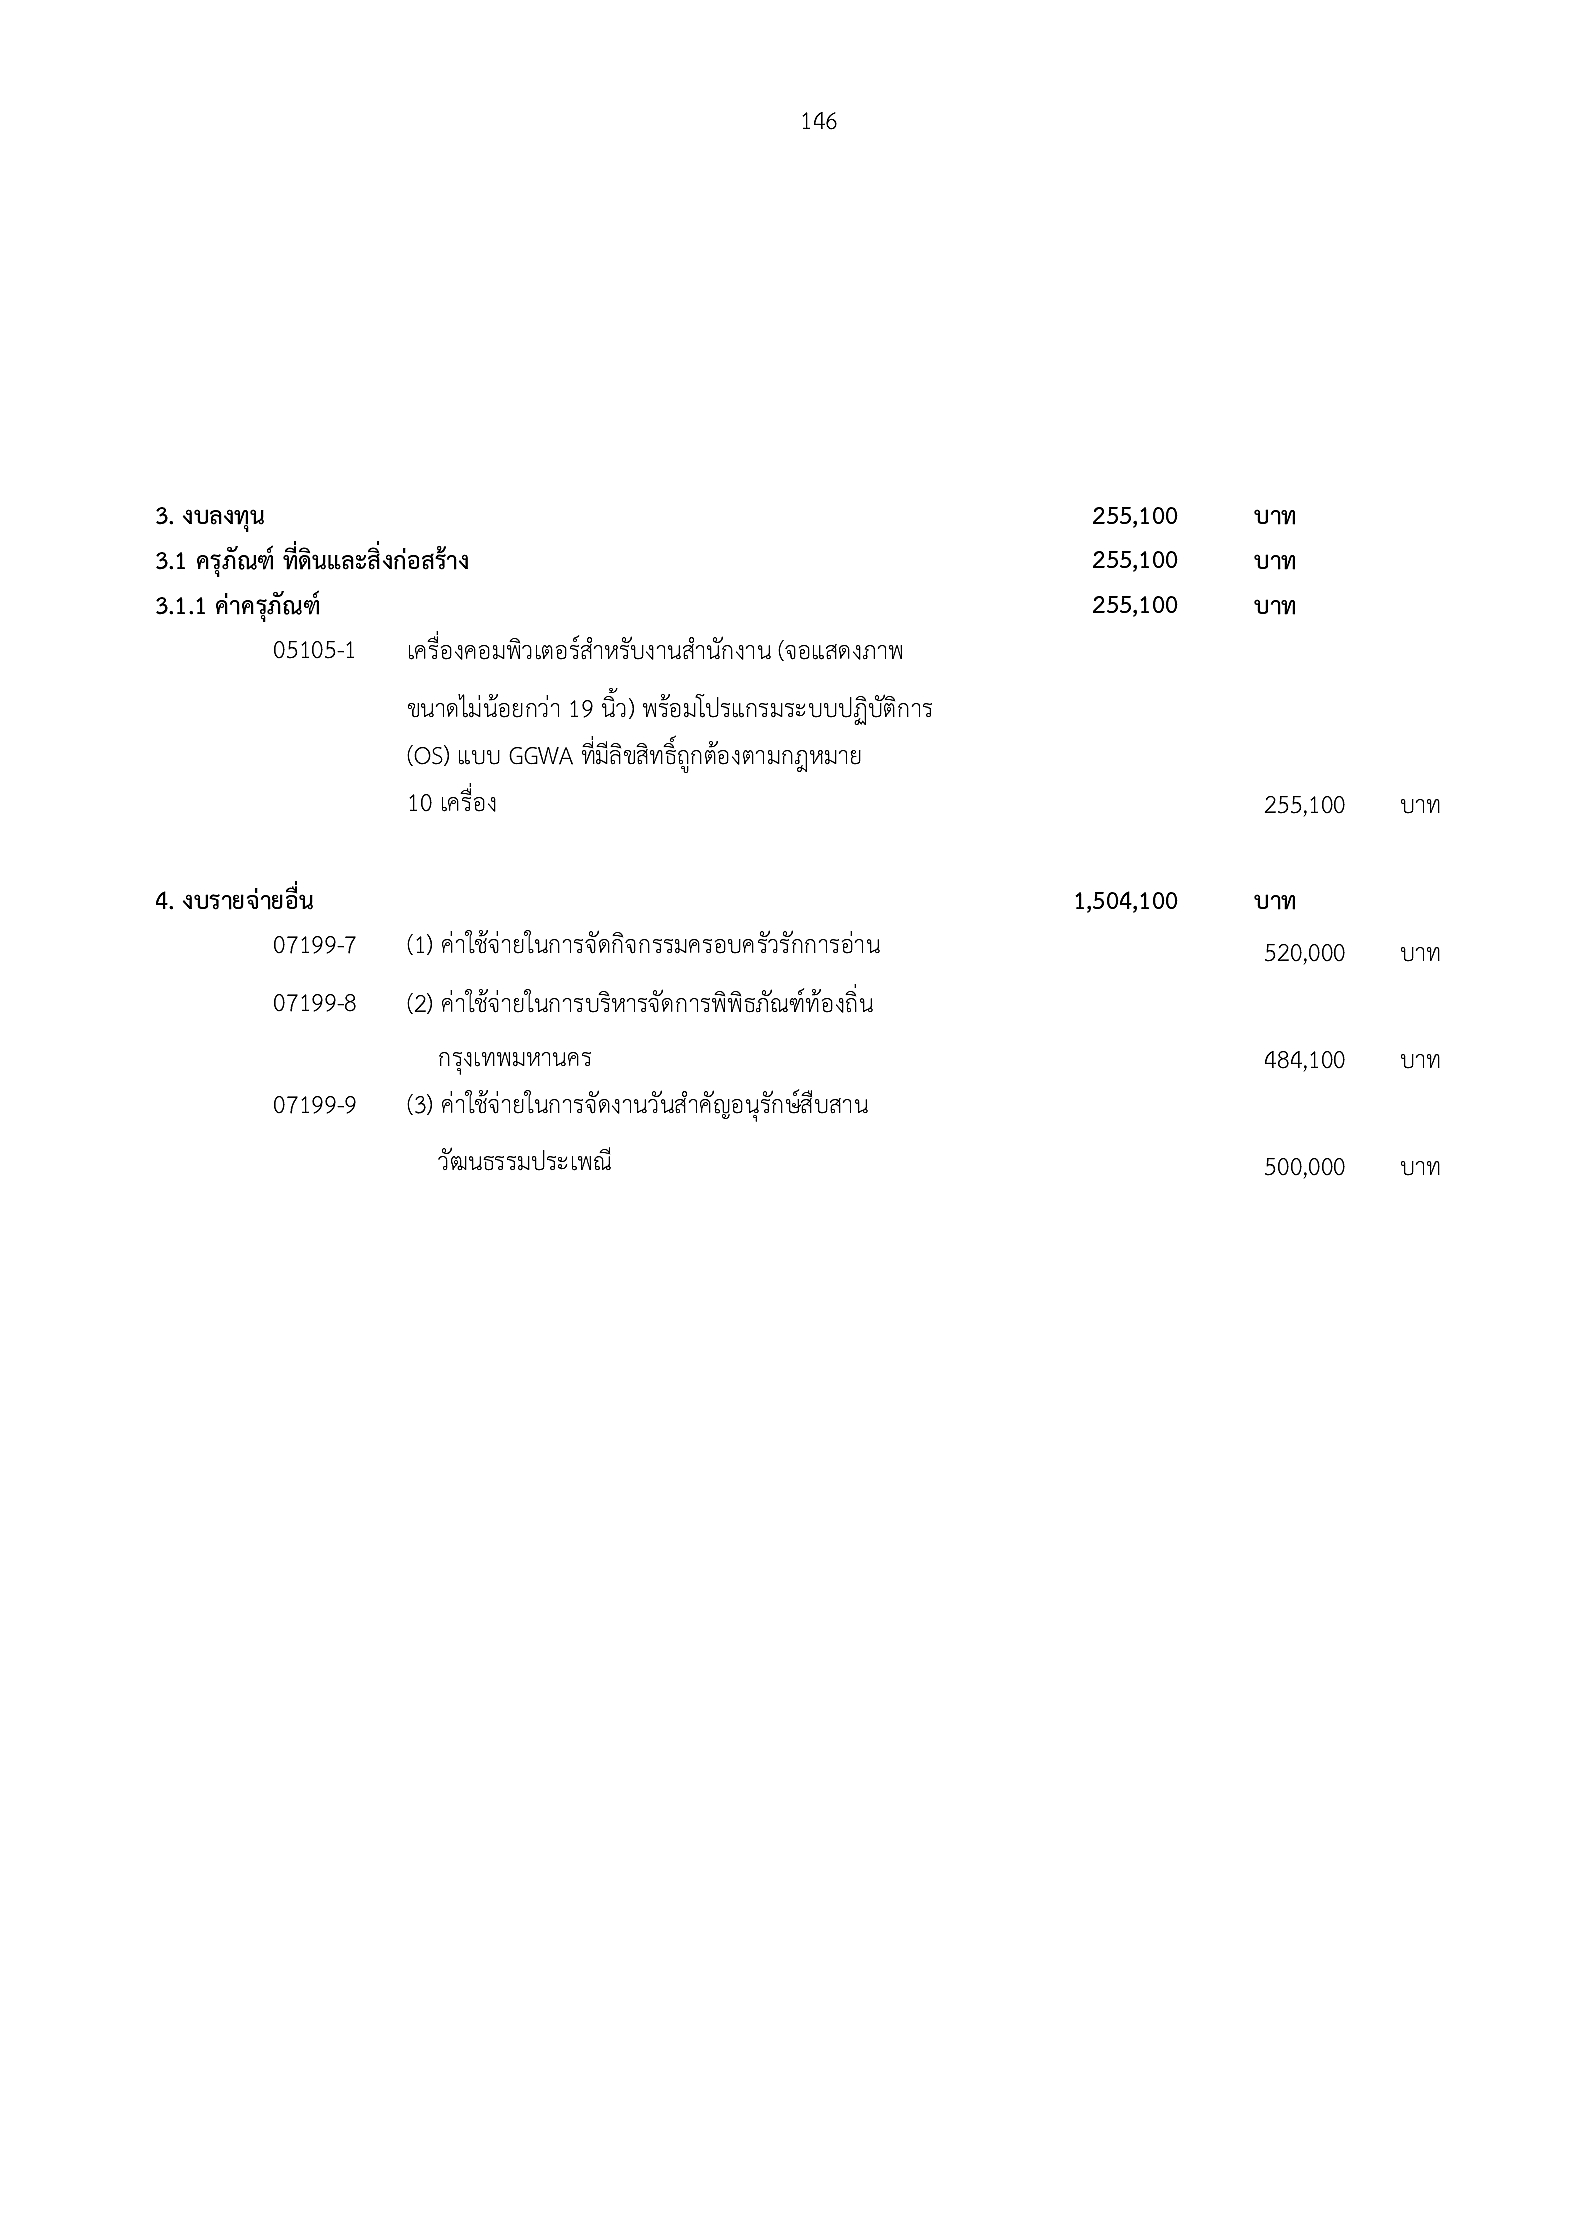 146
3. งบลงทุน 255,100 บาท
3.1 ครุภัณฑ์ ที่ดินและสิ่งก่อสร้าง 255,100 บาท
3.1.1 ค่าครุภัณฑ์ 255,100 บาท
05105-1 เครื่องคอมพิวเตอร์สำหรับงานสำนักงาน (จอแสดงภาพ
ขนาดไม่น้อยกว่า 19 นิ้ว) พร้อมโปรแกรมระบบปฏิบัติการ
(OS) แบบ GGWA ที่มีลิขสิทธิ์ถูกต้องตามกฎหมาย
10 เครื่อง 255,100 บาท
4. งบรายจ่ายอื่น 1,504,100 บาท
07199-7 (1) ค่าใช้จ่ายในการจัดกิจกรรมครอบครัวรักการอ่าน 520,000 บาท
07199-8 (2) ค่าใช้จ่ายในการบริหารจัดการพิพิธภัณฑ์ท้องถิ่น
กรุงเทพมหานคร 484,100 บาท
07199-9 (3) ค่าใช้จ่ายในการจัดงานวันสำคัญอนุรักษ์สืบสาน
วัฒนธรรมประเพณี 500,000 บาท